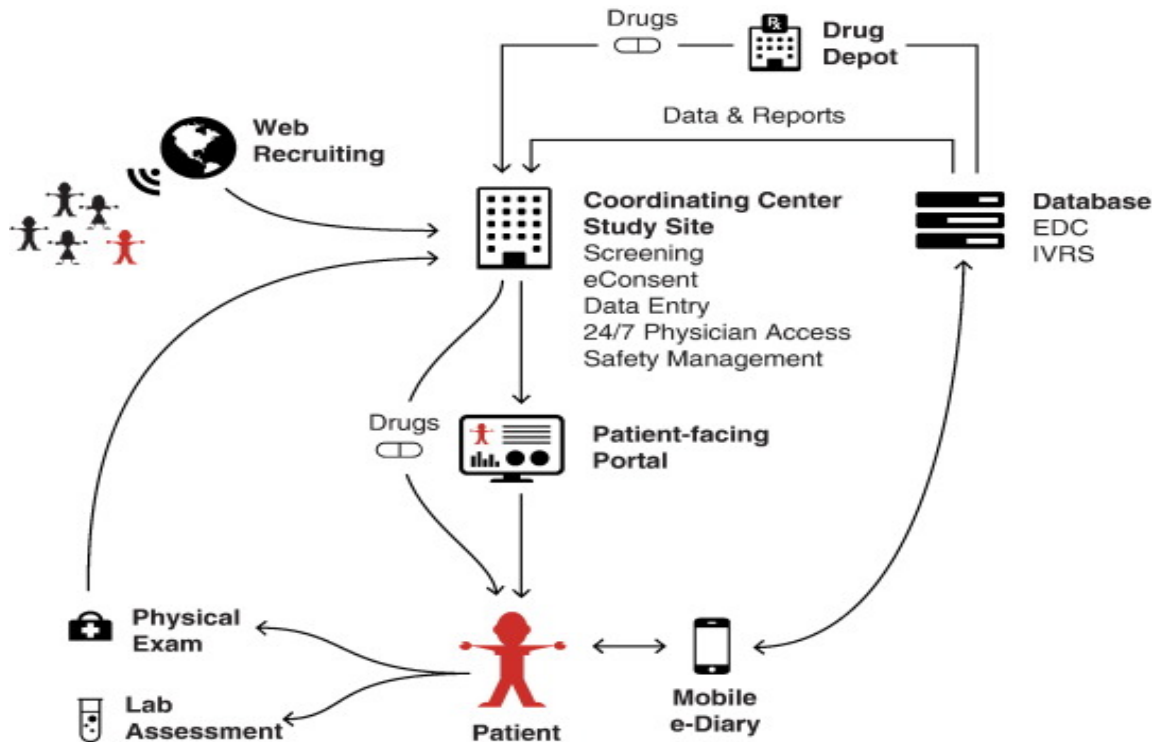 Drugs
Rx
Drug
Depot
Data & Reports
Web
Recruiting
Coordinating Center
Study Site
Screening
eConsent
Data Entry
24/7 Physician Access
Safety Management
Database
EDC
IVRS
Drugs
Patient-facing
Portal
Physical
Exam
Lab
Assessment
Patient
Mobile
e-Diary